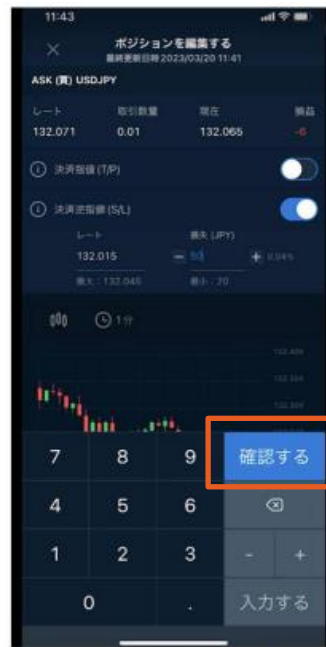 11:43
ポジションを編集する
最終更新日時 2023/03/20 11:41
ASK (買) USDJPY
レート 取引数量 現在 損益
132.071 0.01 132.065 -6
決済指値 (T/P)
決済逆指値 (S/L)
レート 損失 (JPY)
132.015 − 50 + 0.04%
最大 : 132.045 最小 : 20
1分
7 8 9 確認する
4 5 6
1 2 3 - +
0 . 入力する